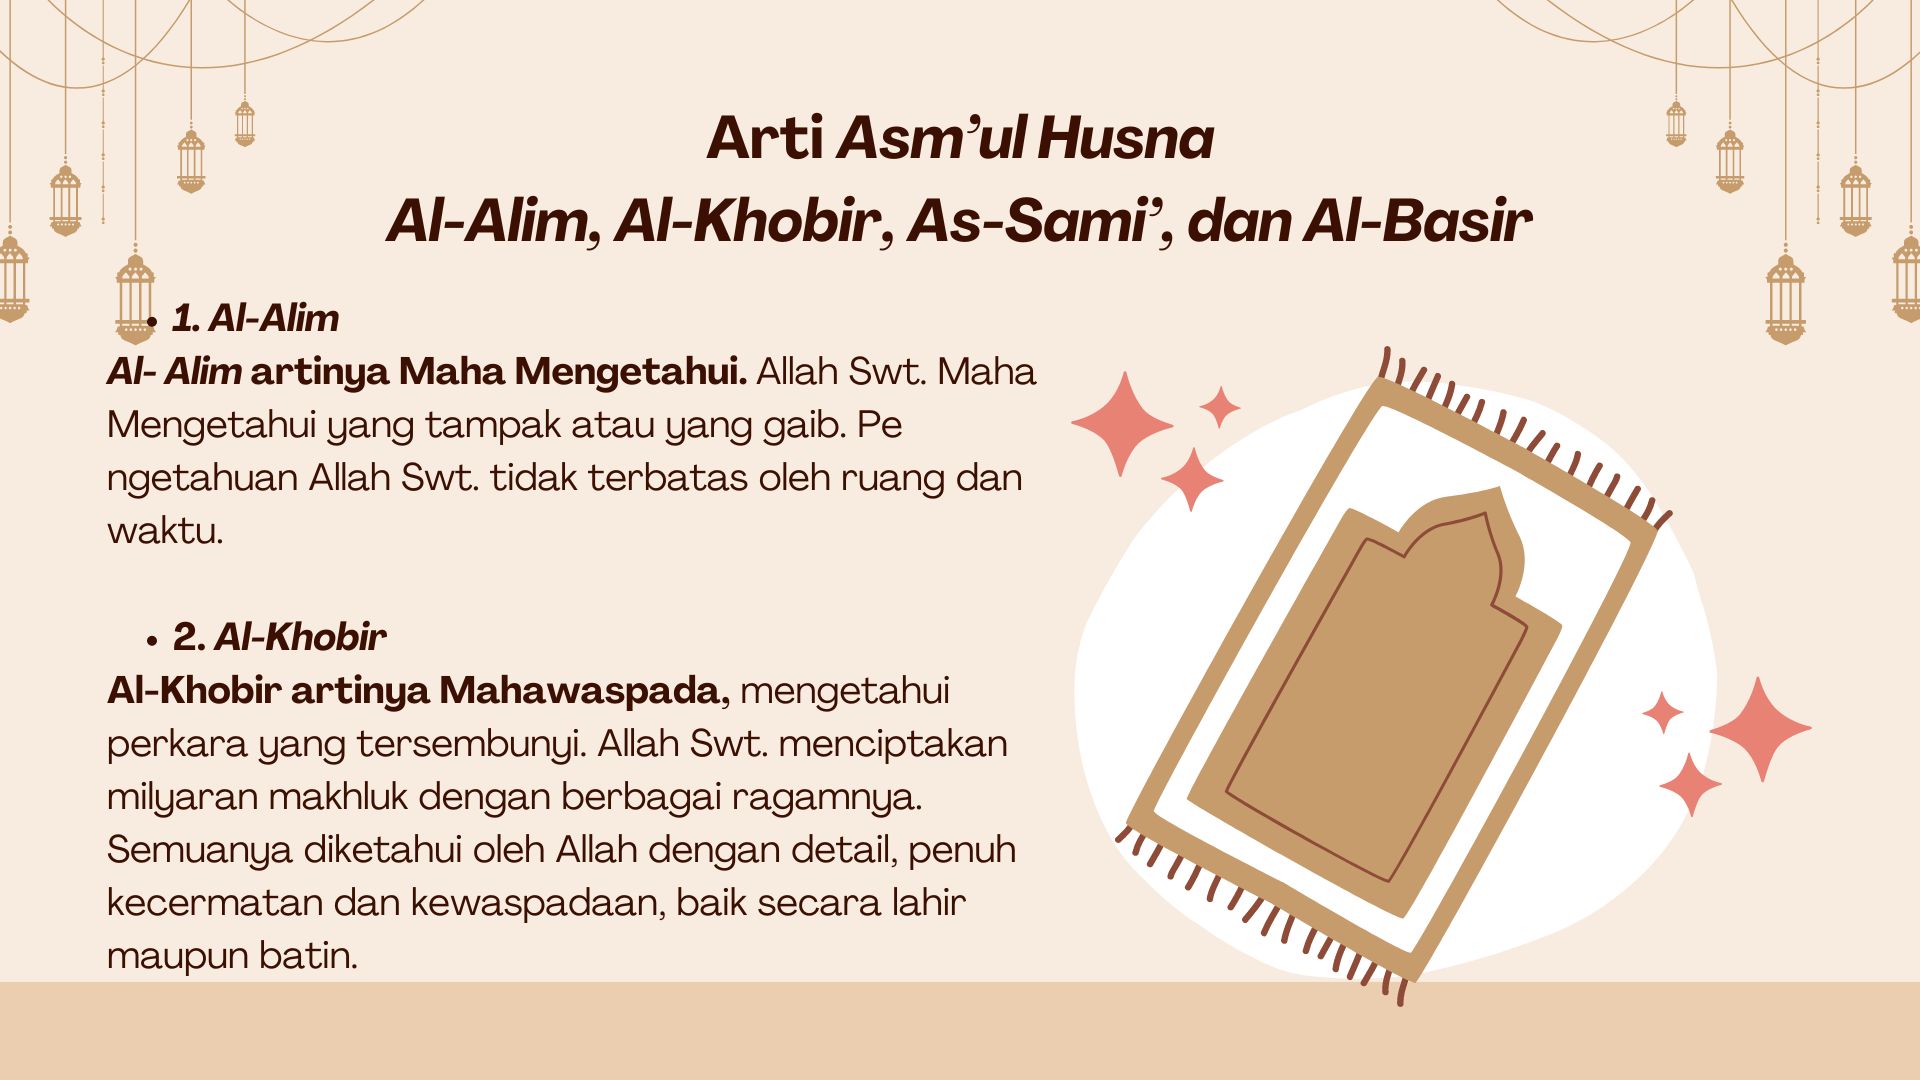 Arti Asm’ul Husna
Al-Alim, Al-Khobir, As-Sami’, dan Al-Basir
• 1. Al-Alim
Al- Alim artinya Maha Mengetahui. Allah Swt. Maha
Mengetahui yang tampak atau yang gaib. Pe
ngetahuan Allah Swt. tidak terbatas oleh ruang dan
waktu.
• 2. Al-Khobir
Al-Khobir artinya Mahawaspada, mengetahui
perkara yang tersembunyi. Allah Swt. menciptakan
milyaran makhluk dengan berbagai ragamnya.
Semuanya diketahui oleh Allah dengan detail, penuh
kecermatan dan kewaspadaan, baik secara lahir
maupun batin.